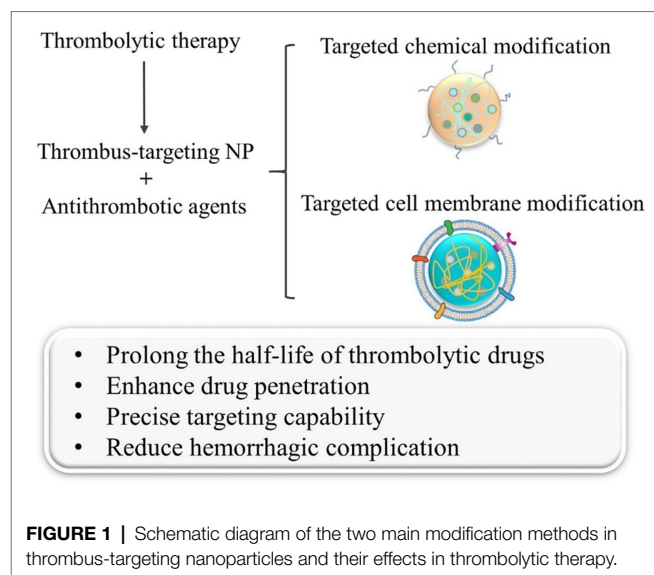 Thrombolytic therapy
Thrombus-targeting NP
+
Antithrombotic agents
Targeted chemical modification
Targeted cell membrane modification
• Prolong the half-life of thrombolytic drugs
• Enhance drug penetration
• Precise targeting capability
• Reduce hemorrhagic complication
FIGURE 1 | Schematic diagram of the two main modification methods in
thrombus-targeting nanoparticles and their effects in thrombolytic therapy.